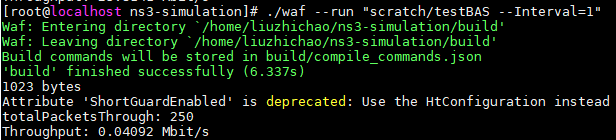 [root@localhost ns3-simulation]# ./waf --run "scratch/testBAS --Interval=1"
Waf: Entering directory `/home/liuzhichao/ns3-simulation/build'
Waf: Leaving directory `/home/liuzhichao/ns3-simulation/build'
Build commands will be stored in build/compile_commands.json
'build' finished successfully (6.337s)
1023 bytes
Attribute 'ShortGuardEnabled' is deprecated: Use the HtConfiguration instead
totalPacketsThrough: 250
Throughput: 0.04092 Mbit/s